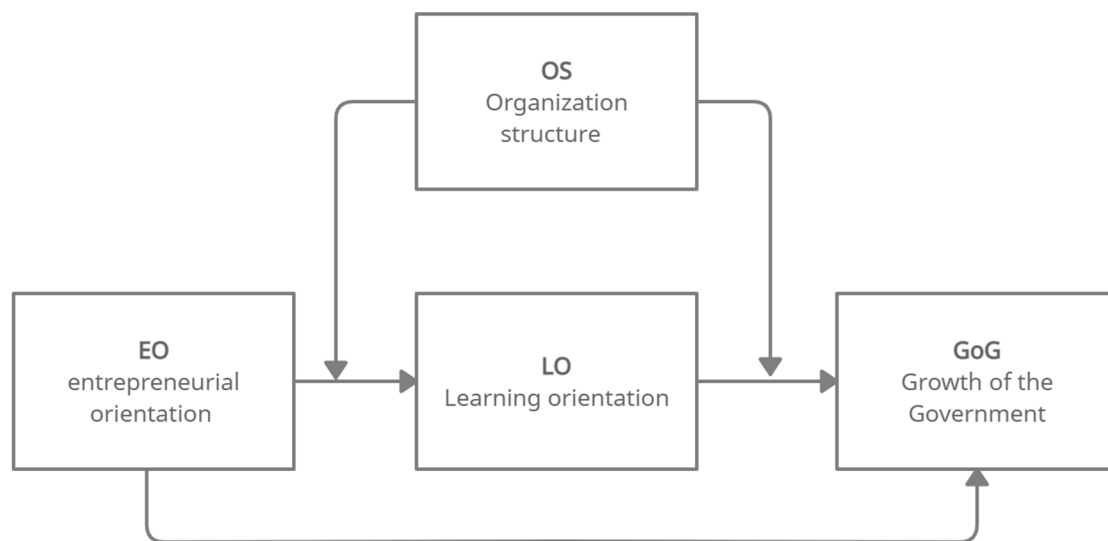 OS
Organization
structure
EO
entrepreneurial
orientation
LO
Learning orientation
GoG
Growth of the
Government